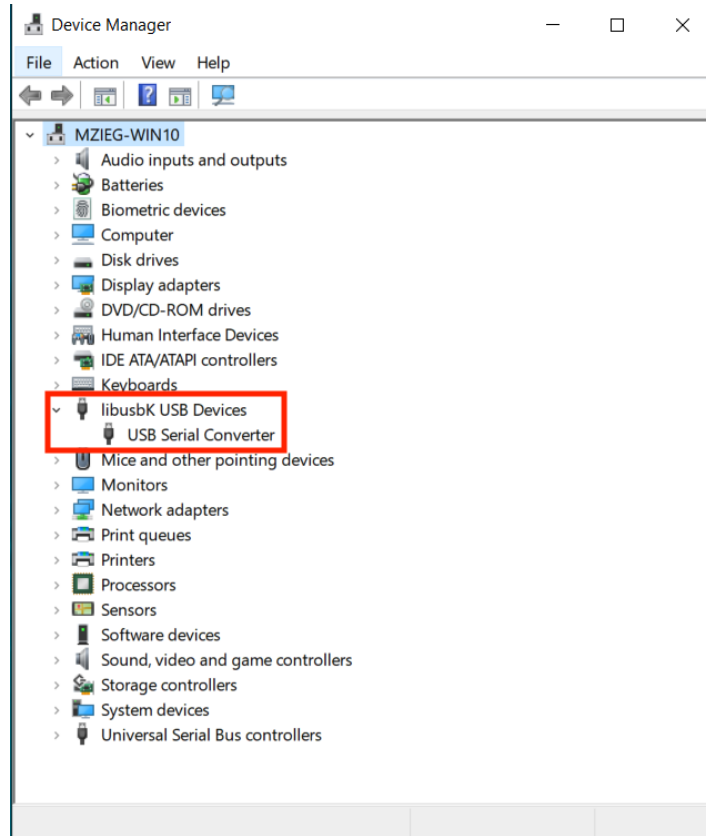 Device Manager
File Action View Help
MZIEG-WIN10
Audio inputs and outputs
Batteries
Biometric devices
Computer
Disk drives
Display adapters
DVD/CD-ROM drives
Human Interface Devices
IDE ATA/ATAPI controllers
Keyboards
libusbK USB Devices
USB Serial Converter
Mice and other pointing devices
Monitors
Network adapters
Print queues
Printers
Processors
Sensors
Software devices
Sound, video and game controllers
Storage controllers
System devices
Universal Serial Bus controllers